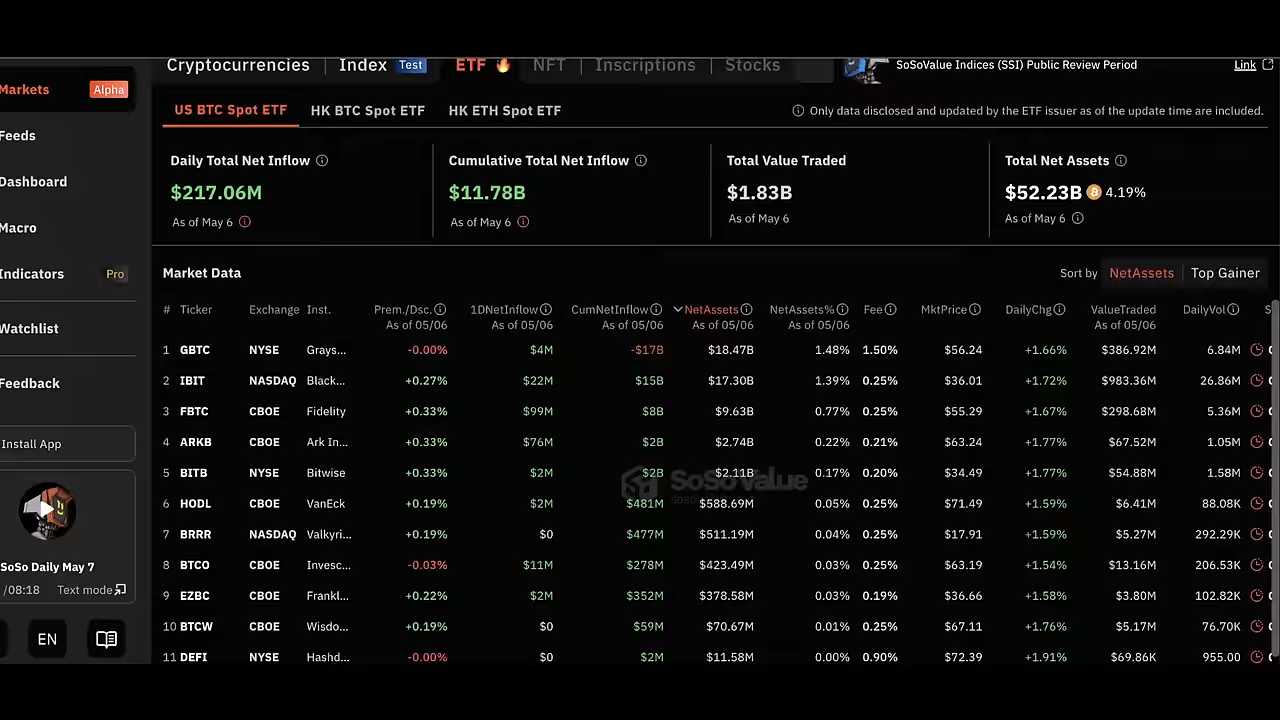 Cryptocurrencies Index Test ETF NFT Inscriptions Stocks SoSoValue Indices (SSI) Public Review Period Link
Markets Alpha
Feeds
Dashboard
Macro
Indicators Pro
Watchlist
Feedback
Install App
SoSo Daily May 7
/08:18 Text mode
EN
US BTC Spot ETF HK BTC Spot ETF HK ETH Spot ETF Only data disclosed and updated by the ETF issuer as of the update time are included.
Daily Total Net Inflow
$217.06M
As of May 6
Cumulative Total Net Inflow
$11.78B
As of May 6
Total Value Traded
$1.83B
As of May 6
Total Net Assets
$52.23B 4.19%
As of May 6
Market Data Sort by NetAssets Top Gainer
# Ticker Exchange Inst. Prem./Dsc. 1DNetInflow CumNetInflow NetAssets NetAssets% Fee MktPrice DailyChg ValueTraded DailyVol S
As of 05/06 As of 05/06 As of 05/06 As of 05/06 As of 05/06 As of 05/06
1 GBTC NYSE Grays... -0.00% $4M -$17B $18.47B 1.48% 1.50% $56.24 +1.66% $386.92M 6.84M
2 IBIT NASDAQ Black... +0.27% $22M $15B $17.30B 1.39% 0.25% $36.01 +1.72% $983.36M 26.86M
3 FBTC CBOE Fidelity +0.33% $99M $8B $9.63B 0.77% 0.25% $55.29 +1.67% $298.68M 5.36M
4 ARKB CBOE Ark In... +0.33% $76M $2B $2.74B 0.22% 0.21% $63.24 +1.77% $67.52M 1.05M
5 BITB NYSE Bitwise +0.33% $2M $2B $2.11B 0.17% 0.20% $34.49 +1.77% $54.88M 1.58M
SoSoValue
6 HODL CBOE VanEck +0.19% $2M $481M $588.69M 0.05% 0.25% $71.49 +1.59% $6.41M 88.08K
7 BRRR NASDAQ Valkyri... +0.19% $0 $477M $511.19M 0.04% 0.25% $17.91 +1.59% $5.27M 292.29K
8 BTCO CBOE Invesc... -0.03% $11M $278M $423.49M 0.03% 0.25% $63.19 +1.54% $13.16M 206.53K
9 EZBC CBOE Frankl... +0.22% $2M $352M $378.58M 0.03% 0.19% $36.66 +1.58% $3.80M 102.82K
10 BTCW CBOE Wisdo... +0.19% $0 $59M $70.67M 0.01% 0.25% $67.11 +1.76% $5.17M 76.70K
11 DEFI NYSE Hashd... -0.00% $0 $2M $11.58M 0.00% 0.90% $72.39 +1.91% $69.86K 955.00